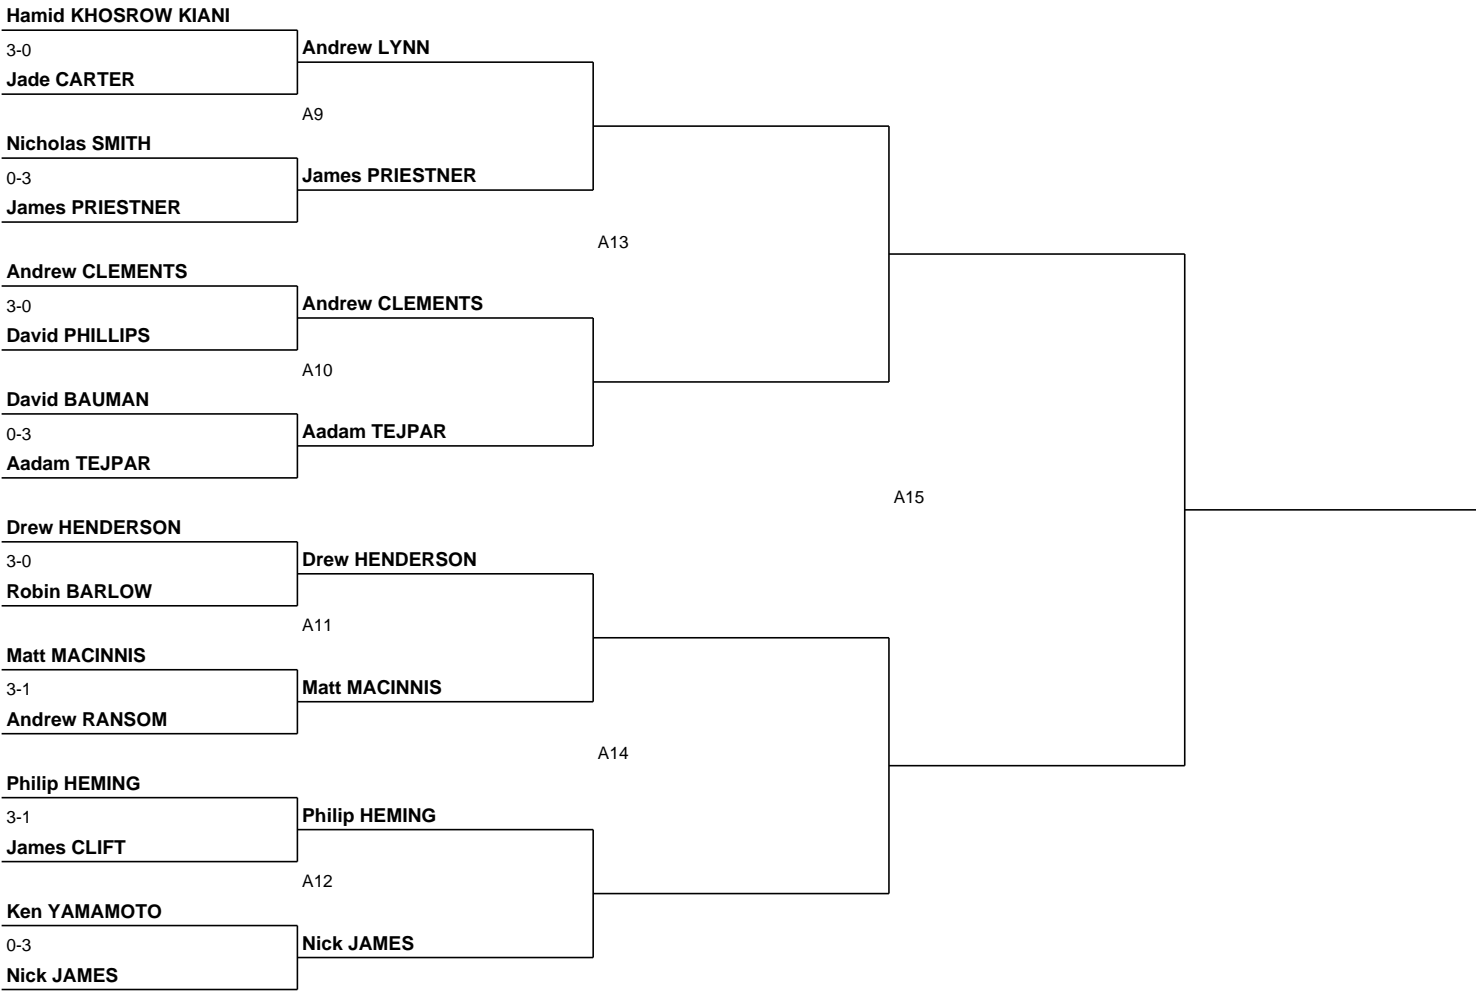 Hamid KHOSROW KIANI
3-0
Jade CARTER
Nicholas SMITH
0-3
James PRIESTNER
Andrew CLEMENTS
3-0
David PHILLIPS
David BAUMAN
0-3
Aadam TEJPAR
Drew HENDERSON
3-0
Robin BARLOW
Matt MACINNIS
3-1
Andrew RANSOM
Philip HEMING
3-1
James CLIFT
Ken YAMAMOTO
0-3
Nick JAMES
Andrew LYNN
A9
James PRIESTNER
Andrew CLEMENTS
A10
Aadam TEJPAR
Drew HENDERSON
A11
Matt MACINNIS
Philip HEMING
A12
Nick JAMES
A13
A14
A15